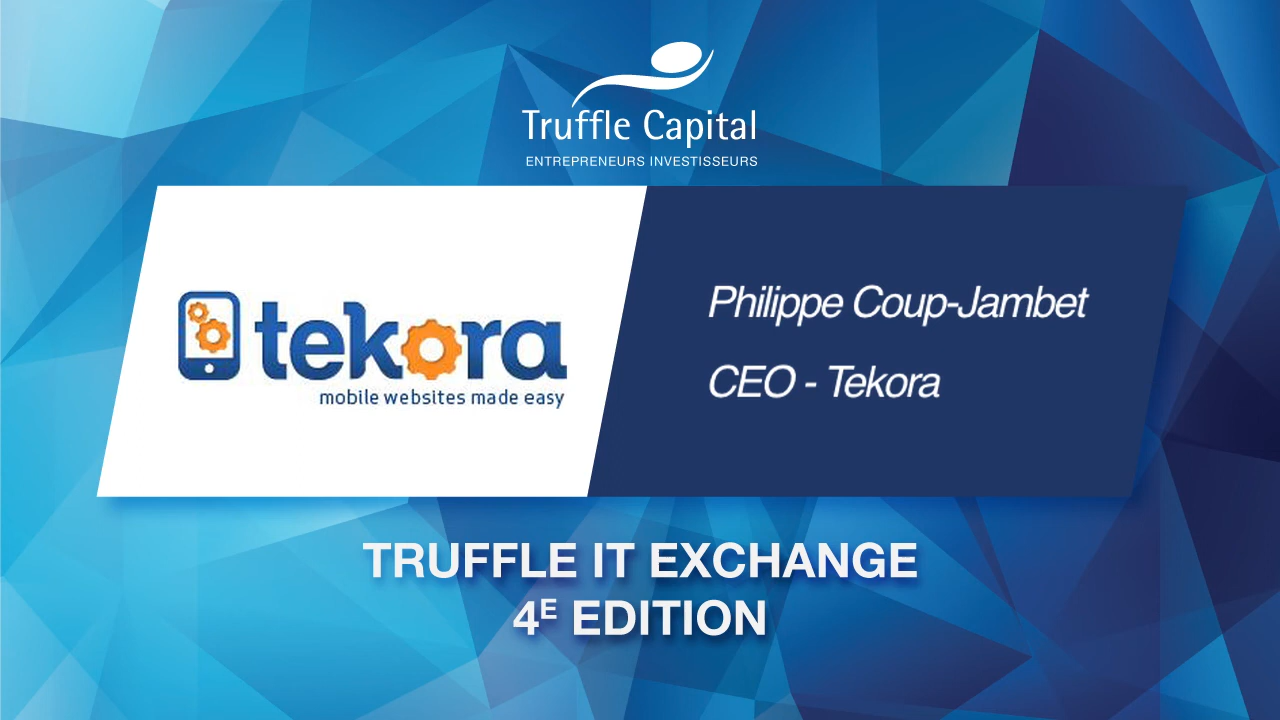 Truffle Capital
ENTREPRENEURS INVESTISSEURS
tekora
mobile websites made easy
Philippe Coup-Jambet
CEO - Tekora
TRUFFLE IT EXCHANGE
4E EDITION